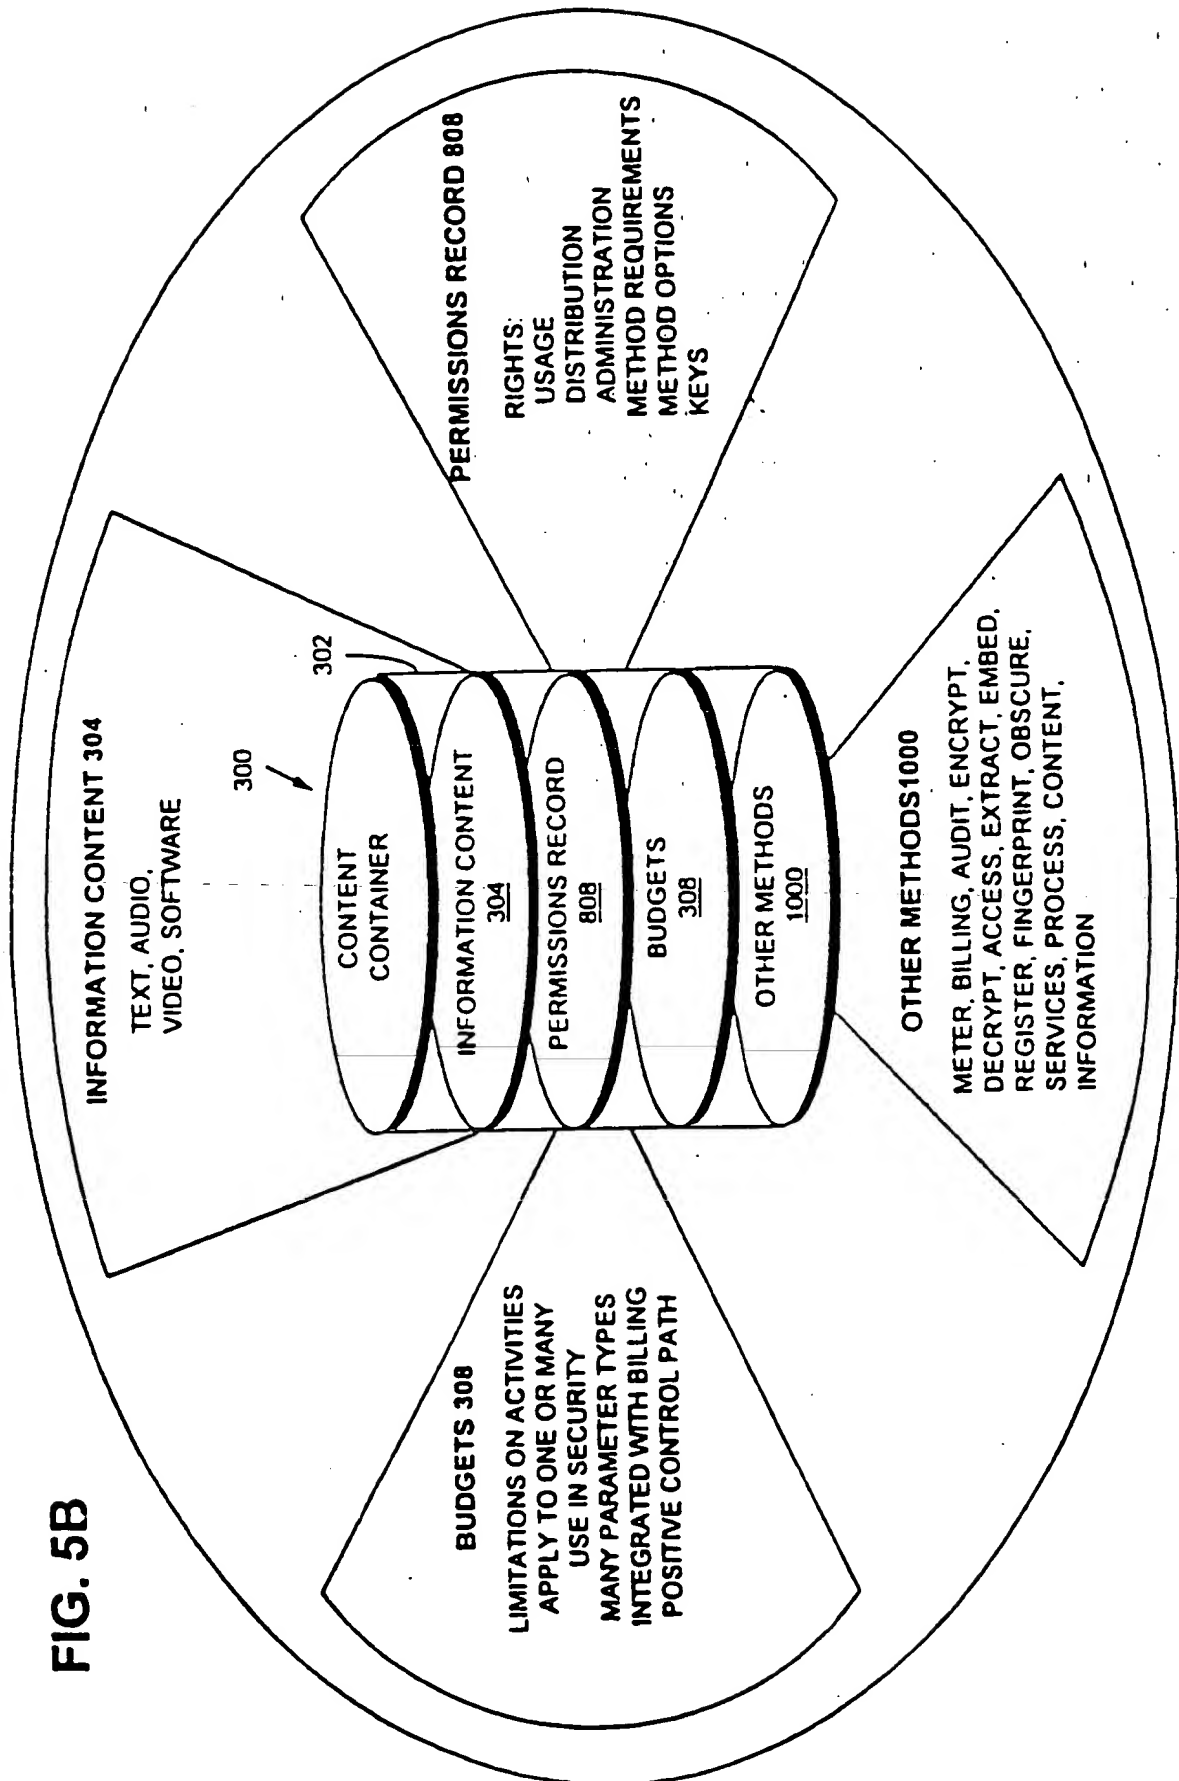 FIG. 5B
INFORMATION CONTENT 304
TEXT, AUDIO,
VIDEO, SOFTWARE
300
302
CONTENT
CONTAINER
INFORMATION CONTENT
304
PERMISSIONS RECORD
808
BUDGETS
308
OTHER METHODS
1000
BUDGETS 308
LIMITATIONS ON ACTIVITIES
APPLY TO ONE OR MANY
USE IN SECURITY
MANY PARAMETER TYPES
INTEGRATED WITH BILLING
POSITIVE CONTROL PATH
PERMISSIONS RECORD 808
RIGHTS:
USAGE
DISTRIBUTION
ADMINISTRATION
METHOD REQUIREMENTS
METHOD OPTIONS
KEYS
OTHER METHODS1000
METER, BILLING, AUDIT, ENCRYPT,
DECRYPT, ACCESS, EXTRACT, EMBED,
REGISTER, FINGERPRINT, OBSCURE,
SERVICES, PROCESS, CONTENT,
INFORMATION